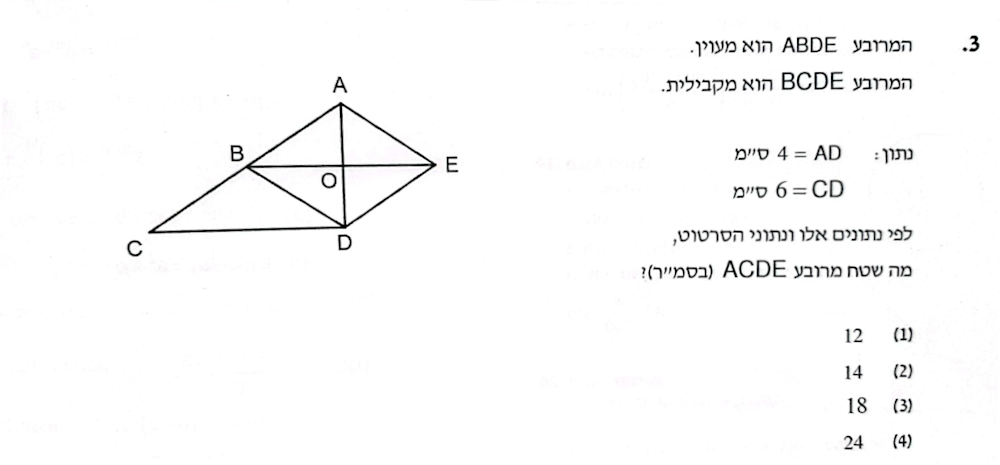 3. המרובע ABDE הוא מעוין.
המרובע BCDE הוא מקבילית.
נתון: AD = 4 ס״מ
CD = 6 ס״מ
לפי נתונים אלו ונתוני הסרטוט,
מה שטח מרובע ACDE (בסמ״ר)?
(1) 12
(2) 14
(3) 18
(4) 24
A
B
E
O
C
D